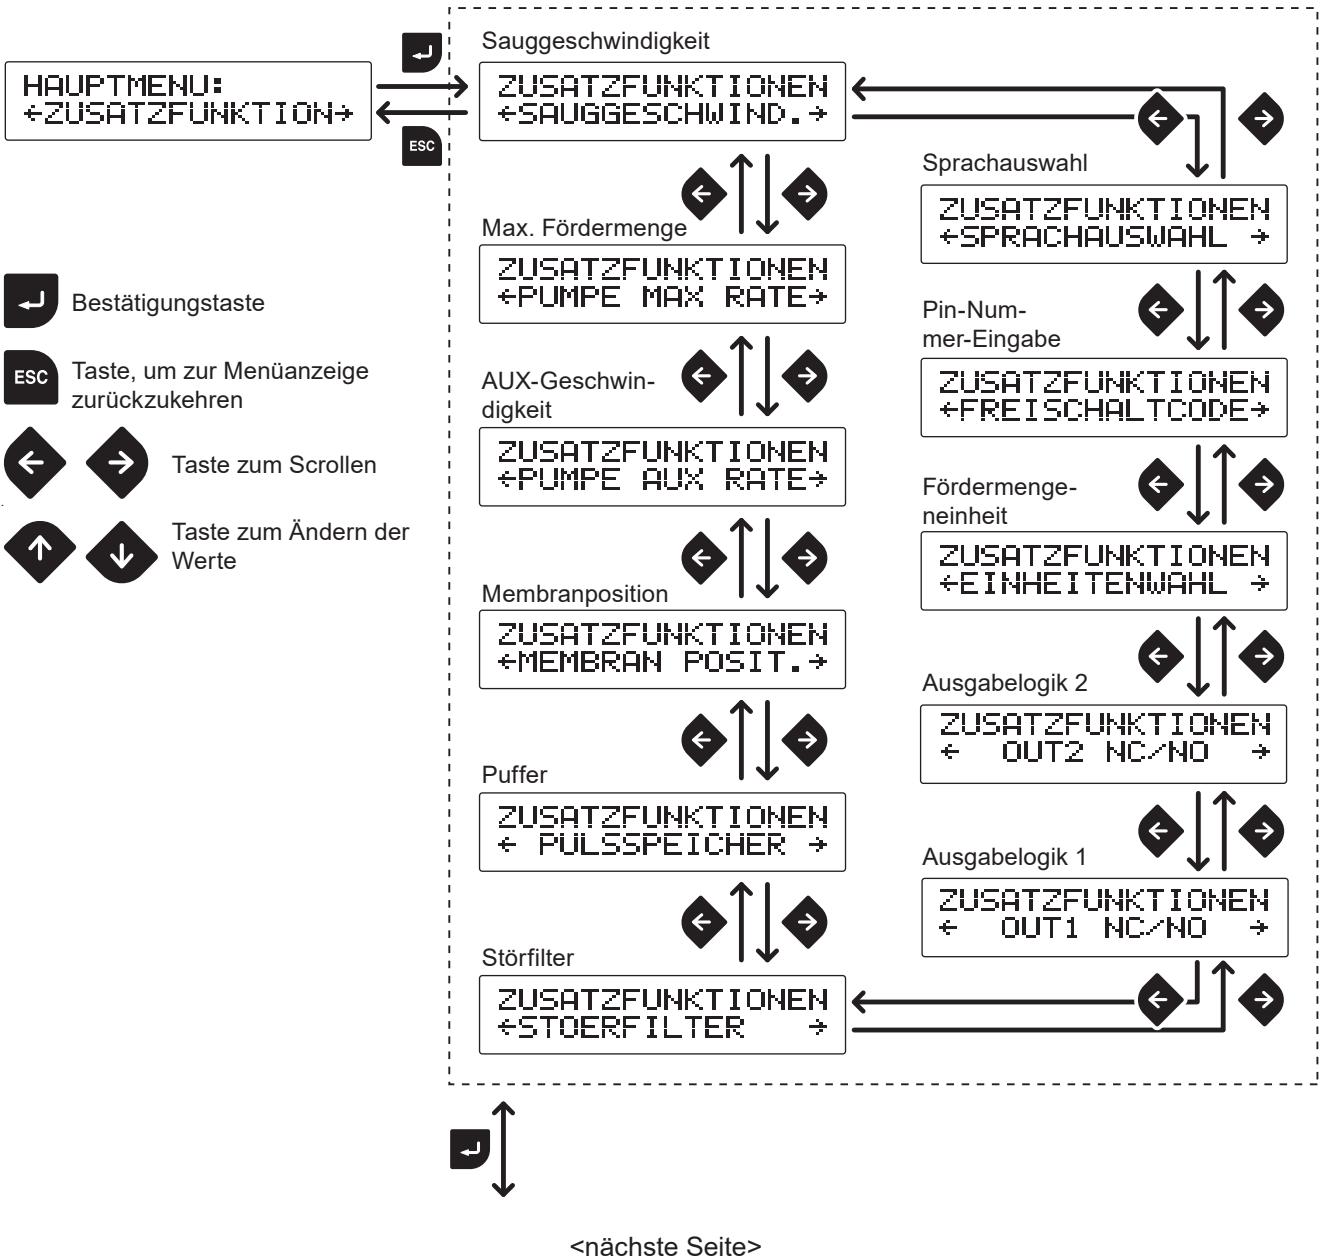 HAUPTMENU:
←ZUSATZFUNKTION→
ESC
Bestätigungstaste
ESC
Taste, um zur Menüanzeige
zurückzukehren
Taste zum Scrollen
Taste zum Ändern der
Werte
Sauggeschwindigkeit
ZUSATZFUNKTIONEN
←SAUGGESCHWIND.→
Max. Fördermenge
ZUSATZFUNKTIONEN
←PUMPE MAX RATE→
AUX-Geschwin-
digkeit
ZUSATZFUNKTIONEN
←PUMPE AUX RATE→
Membranposition
ZUSATZFUNKTIONEN
←MEMBRAN POSIT.→
Puffer
ZUSATZFUNKTIONEN
← PULSSPEICHER →
Störfilter
ZUSATZFUNKTIONEN
←STOERFILTER →
Sprachauswahl
ZUSATZFUNKTIONEN
←SPRACHAUSWAHL →
Pin-Num-
mer-Eingabe
ZUSATZFUNKTIONEN
←FREISCHALTCODE→
Fördermenge-
neinheit
ZUSATZFUNKTIONEN
←EINHEITENWAHL →
Ausgabelogik 2
ZUSATZFUNKTIONEN
← OUT2 NC/NO →
Ausgabelogik 1
ZUSATZFUNKTIONEN
← OUT1 NC/NO →
<nächste Seite>